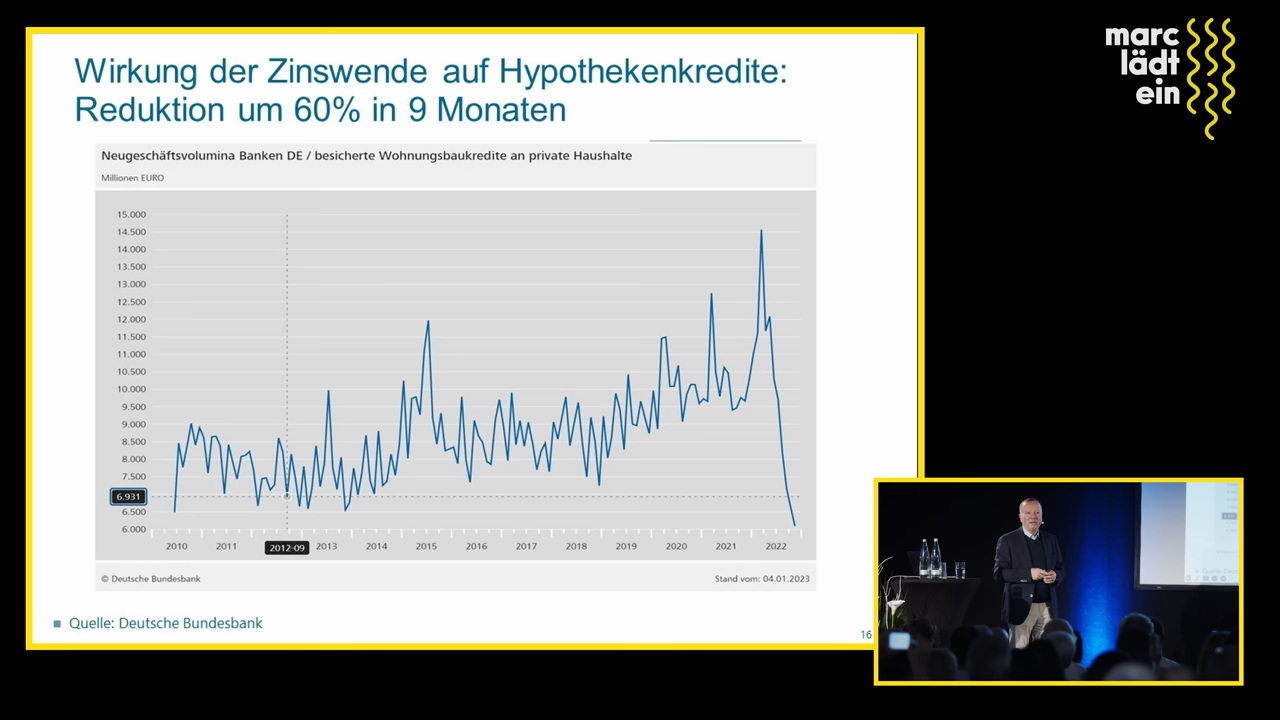 marc
lädt
ein
Wirkung der Zinswende auf Hypothekenkredite:
Reduktion um 60% in 9 Monaten
Neugeschäftsvolumina Banken DE / besicherte Wohnungsbaukredite an private Haushalte
Millionen EURO
15.000
14.500
14.000
13.500
13.000
12.500
12.000
11.500
11.000
10.500
10.000
9.500
9.000
8.500
8.000
7.500
6.931
6.500
6.000
2010 2011 2012-09 2013 2014 2015 2016 2017 2018 2019 2020 2021 2022
© Deutsche Bundesbank Stand vom: 04.01.2023
Quelle: Deutsche Bundesbank
16